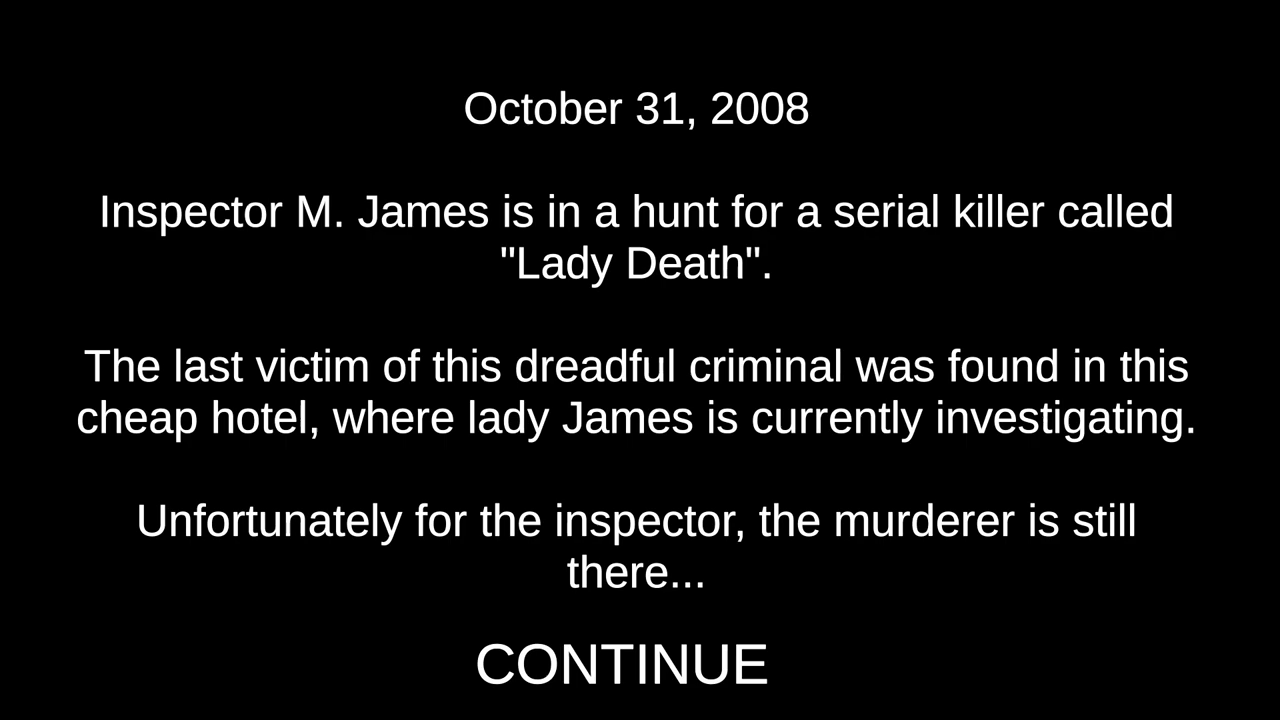 October 31, 2008
Inspector M. James is in a hunt for a serial killer called
"Lady Death".
The last victim of this dreadful criminal was found in this
cheap hotel, where lady James is currently investigating.
Unfortunately for the inspector, the murderer is still
there...
CONTINUE